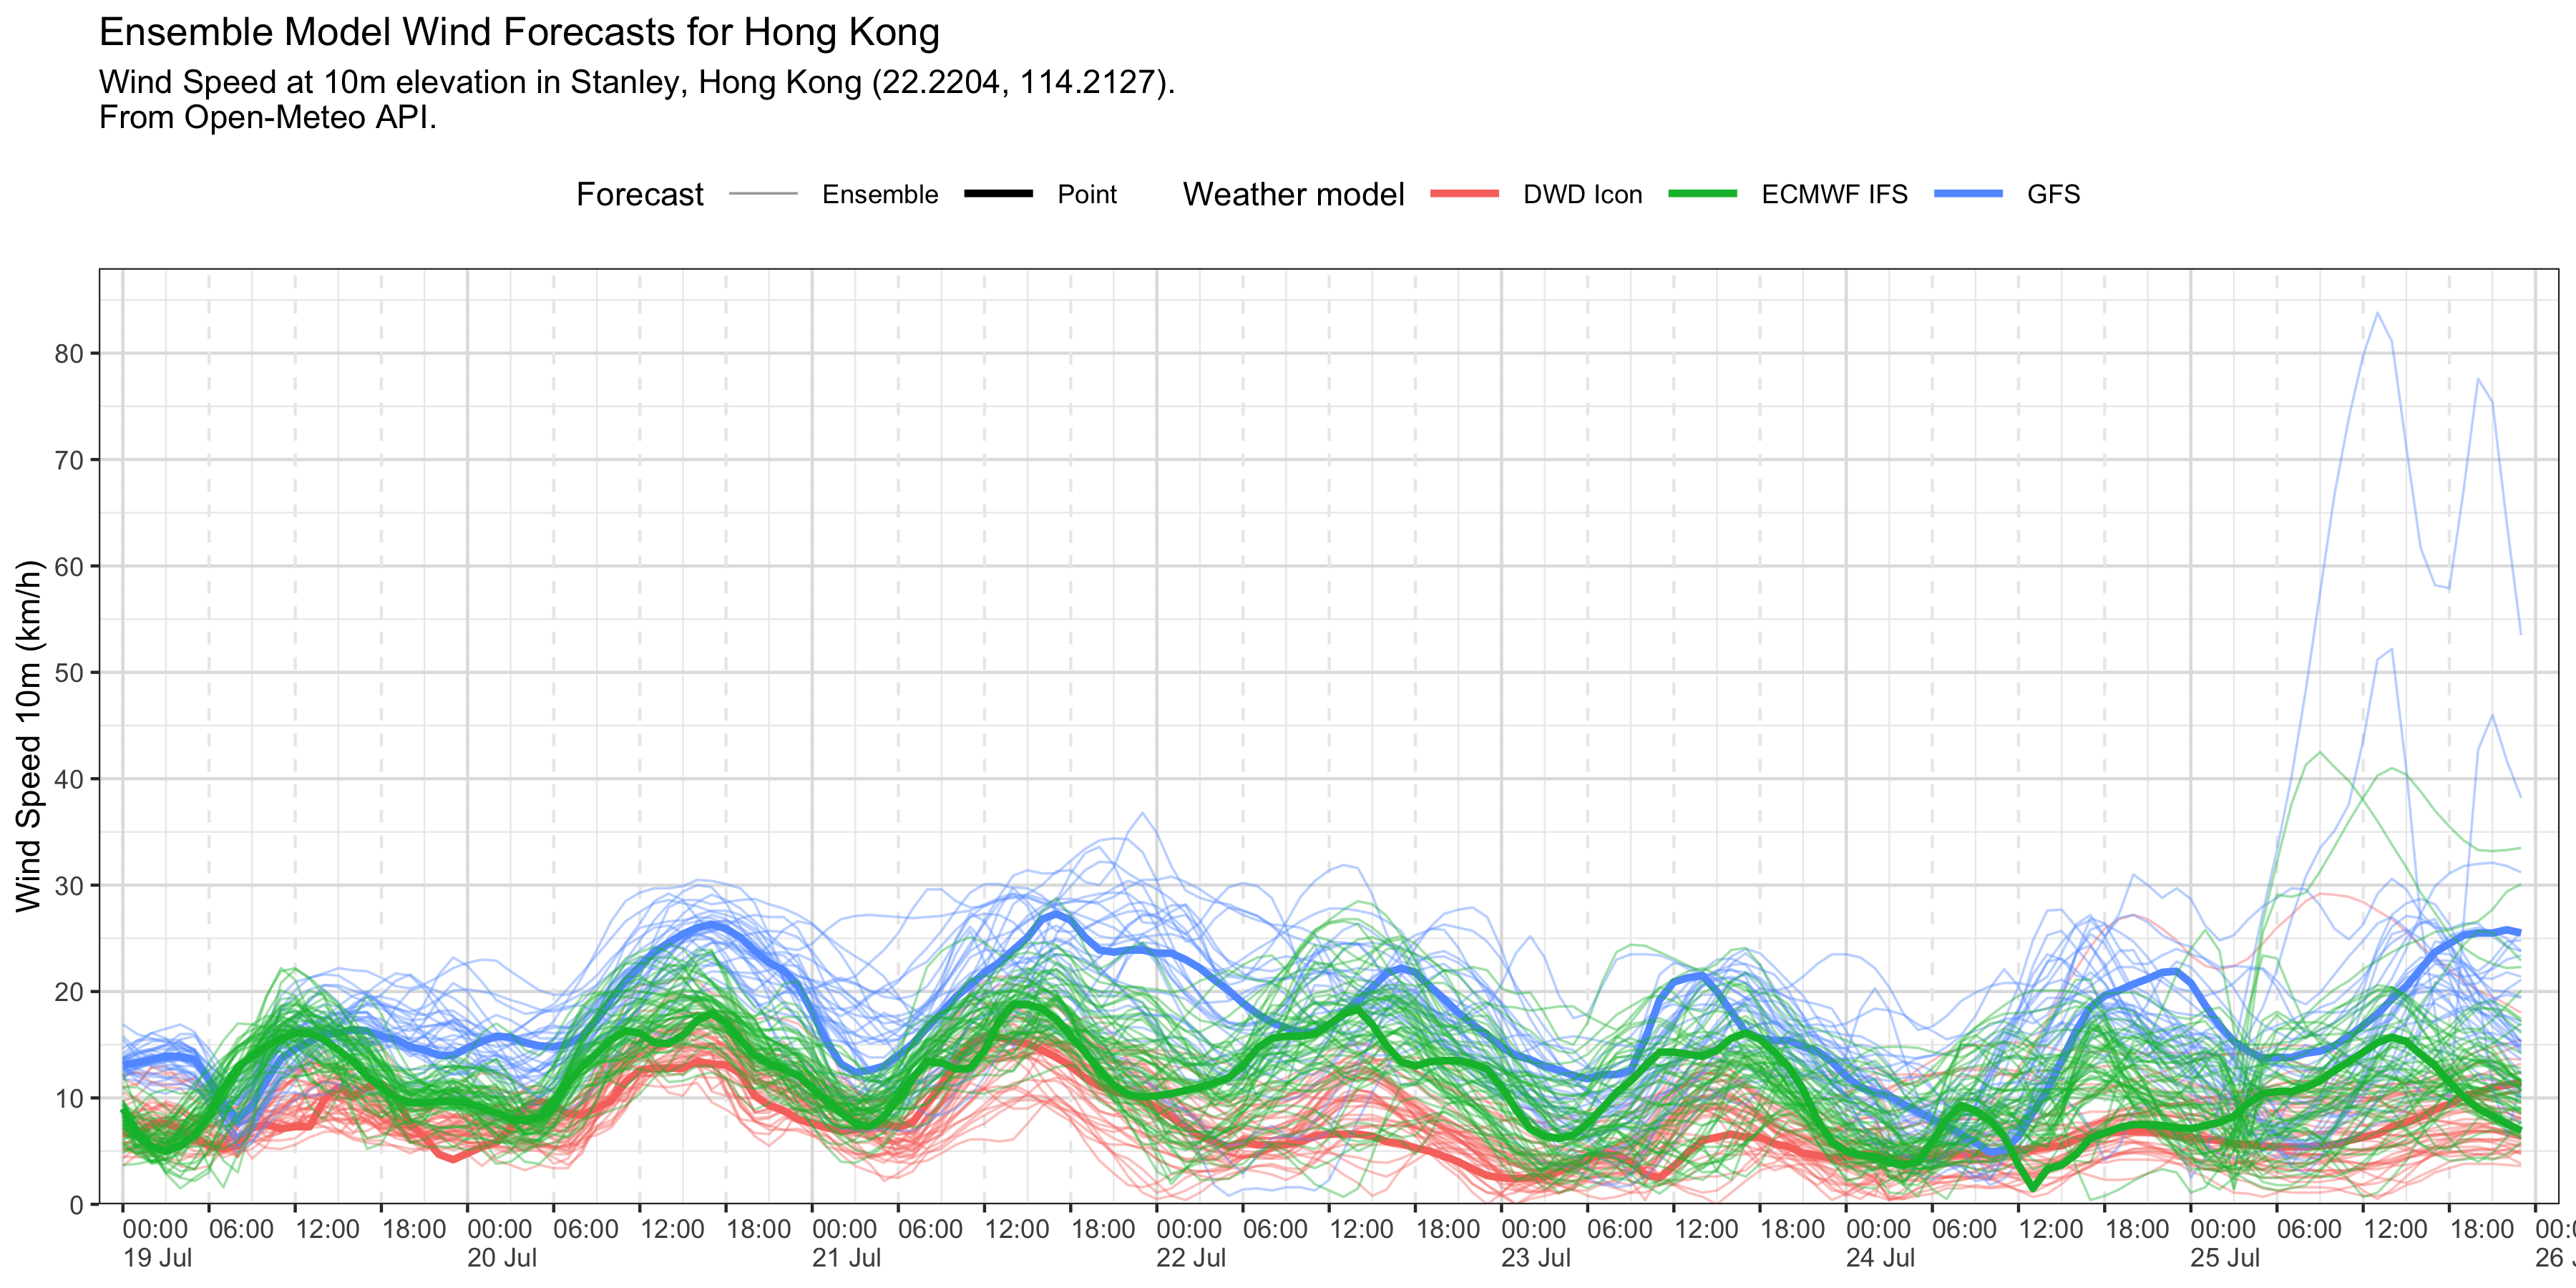 Ensemble Model Wind Forecasts for Hong Kong
Wind Speed at 10m elevation in Stanley, Hong Kong (22.2204, 114.2127).
From Open-Meteo API.
Forecast Ensemble Point Weather model DWD Icon ECMWF IFS GFS
Wind Speed 10m (km/h)
80
70
60
50
40
30
20
10
0
00:00 06:00 12:00 18:00 00:00 06:00 12:00 18:00 00:00 06:00 12:00 18:00 00:00 06:00 12:00 18:00 00:00 06:00 12:00 18:00 00:00 06:00 12:00 18:00 00:00 06:00 12:00 18:00
19 Jul 20 Jul 21 Jul 22 Jul 23 Jul 24 Jul 25 Jul 26